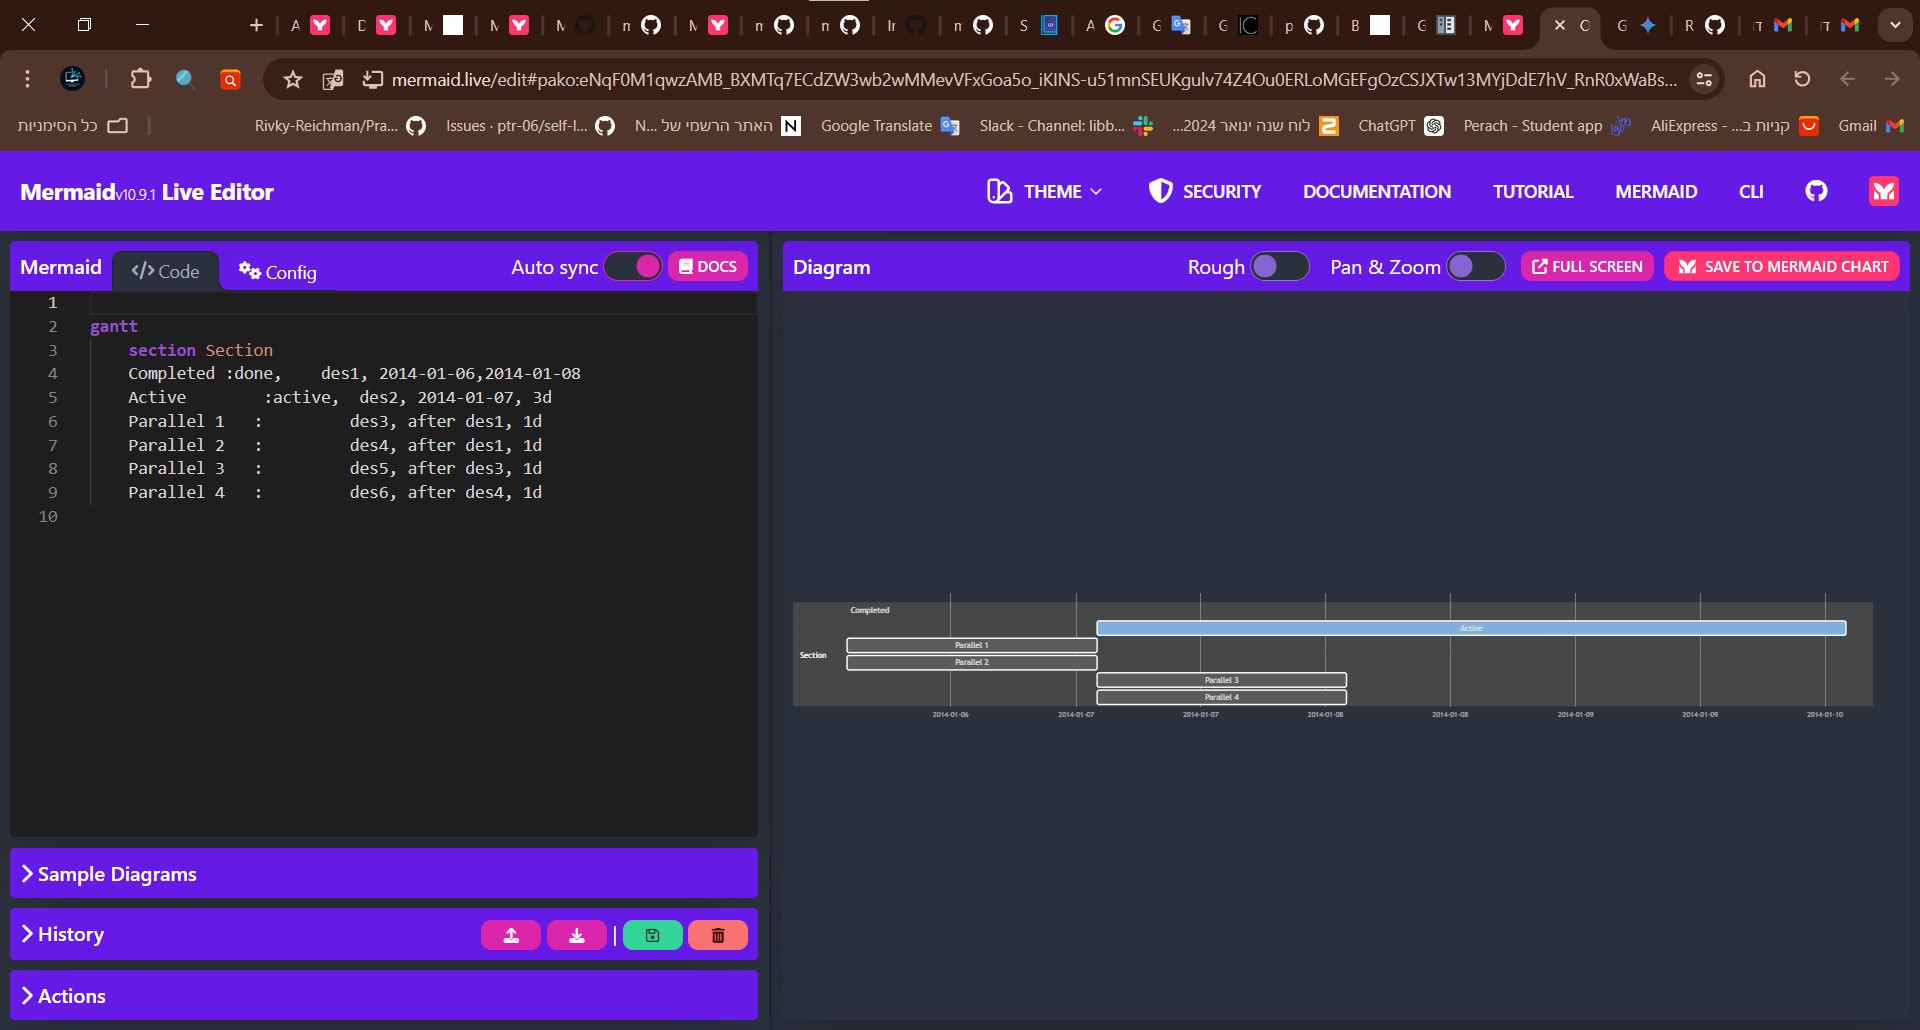 mermaid.live/edit#pako:eNqF0M1qwzAMB_BXMTq7ECdZW3wb2wMMevVFxGoa5o_iKINS-u51mnSEUKgulv74Z4Ou0ERLoMGEFgOzCSJXTw13MYjDdE7hV_RnR0xWaBs...
כל הסימניות
Rivky-Reichman/Pra...
Issues · ptr-06/self-l...
האתר הרשמי של ...N
Google Translate
Slack - Channel: libb...
לוח שנה ינואר 2024...
ChatGPT
Perach - Student app
קניות ב... - AliExpress
Gmail
Mermaid v10.9.1 Live Editor
THEME
SECURITY
DOCUMENTATION
TUTORIAL
MERMAID
CLI
Mermaid
</> Code
Config
Auto sync
DOCS
1
2 gantt
3 section Section
4 Completed :done, des1, 2014-01-06,2014-01-08
5 Active :active, des2, 2014-01-07, 3d
6 Parallel 1 : des3, after des1, 1d
7 Parallel 2 : des4, after des1, 1d
8 Parallel 3 : des5, after des3, 1d
9 Parallel 4 : des6, after des4, 1d
10
Sample Diagrams
History
Actions
Diagram
Rough
Pan & Zoom
FULL SCREEN
SAVE TO MERMAID CHART
Completed
Active
Parallel 1
Section
Parallel 2
Parallel 3
Parallel 4
2014-01-06 2014-01-07 2014-01-07 2014-01-08 2014-01-08 2014-01-09 2014-01-09 2014-01-10